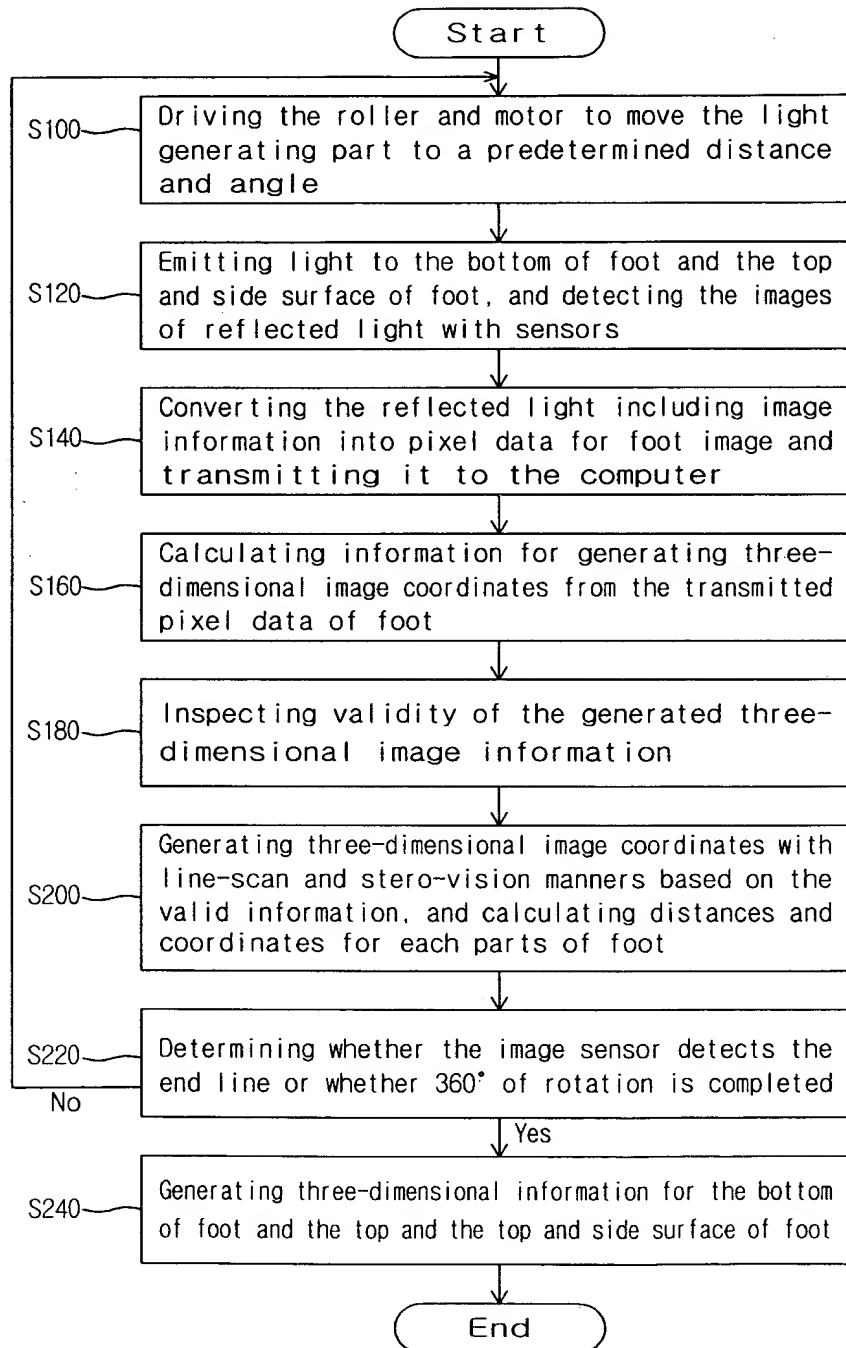 Start
S100
Driving the roller and motor to move the light
generating part to a predetermined distance
and angle
S120
Emitting light to the bottom of foot and the top
and side surface of foot, and detecting the images
of reflected light with sensors
S140
Converting the reflected light including image
information into pixel data for foot image and
transmitting it to the computer
S160
Calculating information for generating three-
dimensional image coordinates from the transmitted
pixel data of foot
S180
Inspecting validity of the generated three-
dimensional image information
S200
Generating three-dimensional image coordinates with
line-scan and stero-vision manners based on the
valid information, and calculating distances and
coordinates for each parts of foot
S220
Determining whether the image sensor detects the
end line or whether 360° of rotation is completed
No
Yes
S240
Generating three-dimensional information for the bottom
of foot and the top and the top and side surface of foot
End